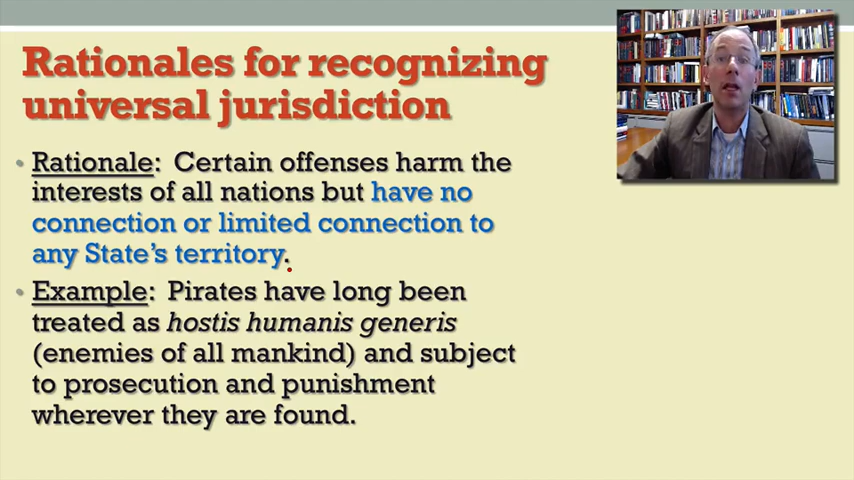 Rationales for recognizing
universal jurisdiction
• Rationale: Certain offenses harm the
interests of all nations but have no
connection or limited connection to
any State's territory.
• Example: Pirates have long been
treated as hostis humanis generis
(enemies of all mankind) and subject
to prosecution and punishment
wherever they are found.